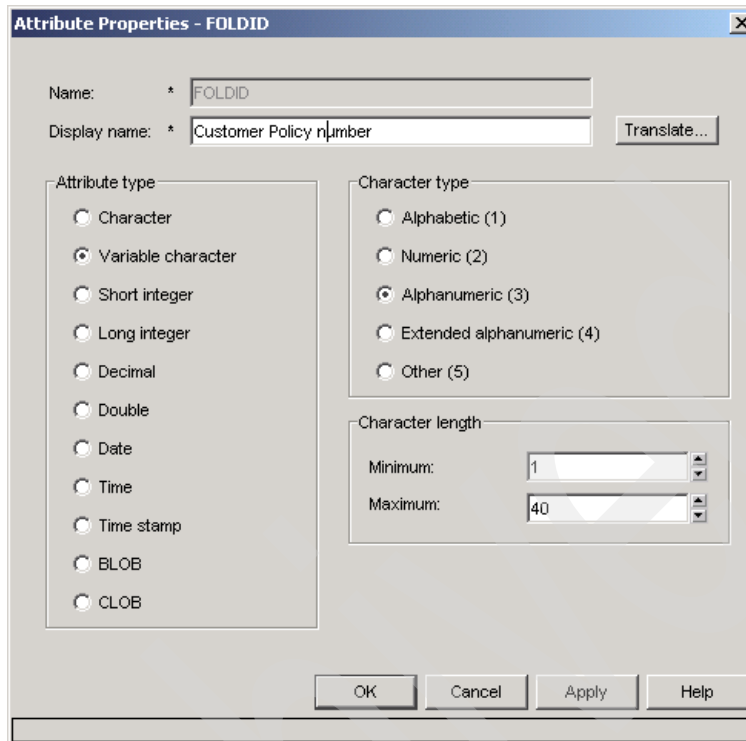 Attribute Properties - FOLDID
Name: * FOLDID
Display name: * Customer Policy number Translate...
Attribute type
Character
Variable character
Short integer
Long integer
Decimal
Double
Date
Time
Time stamp
BLOB
CLOB
Character type
Alphabetic (1)
Numeric (2)
Alphanumeric (3)
Extended alphanumeric (4)
Other (5)
Character length
Minimum: 1
Maximum: 40
OK Cancel Apply Help